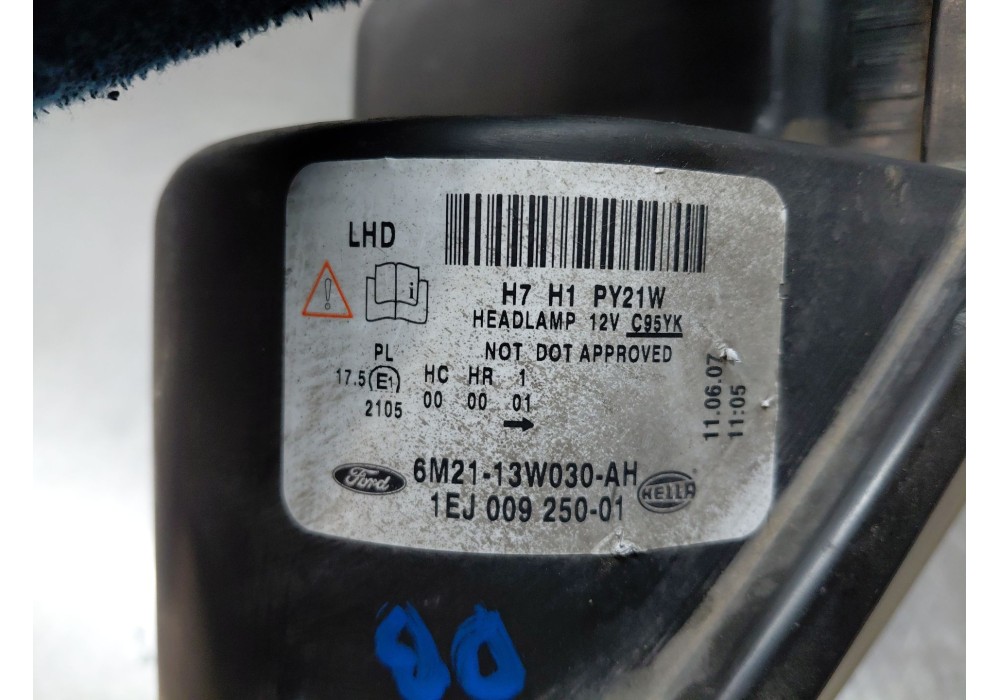 LHD
i
H7 H1 PY21W
HEADLAMP 12V C95YK
NOT DOT APPROVED
PL
17.5 E1 HC HR 1
2105 00 00 01
11.06.07
11:05
Ford 6M21-13W030-AH HELLA
1EJ 009 250-01